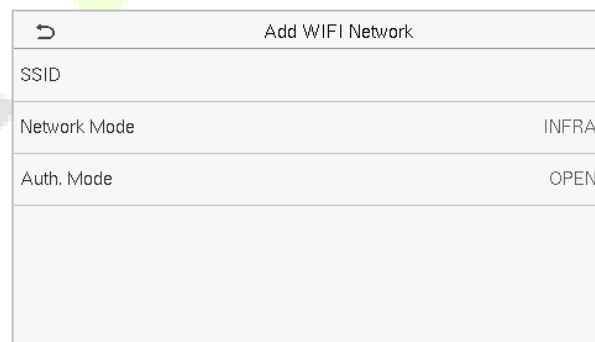 Add WIFI Network
SSID
Network Mode INFRA
Auth. Mode OPEN